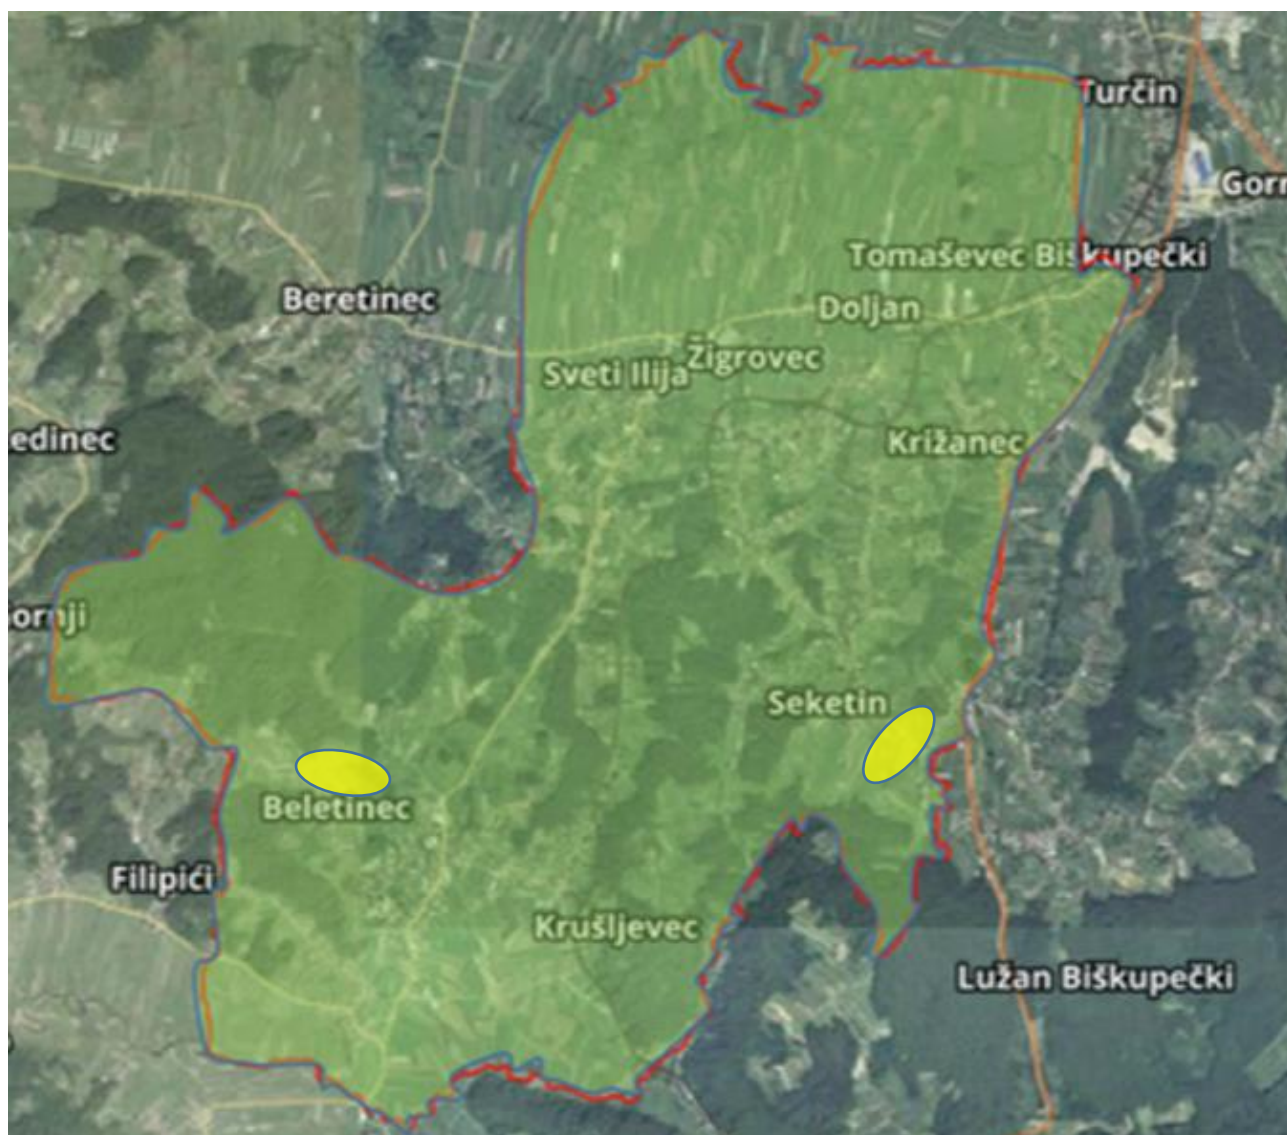 Turčin
Gorr
Tomaševec Biškupečki
Beretinec
Doljan
Žigrovec
Sveti Ilija
edinec
Križanec
ornji
Seketin
Beletinec
Filipići
Krušljevec
Lužan Biškupečki